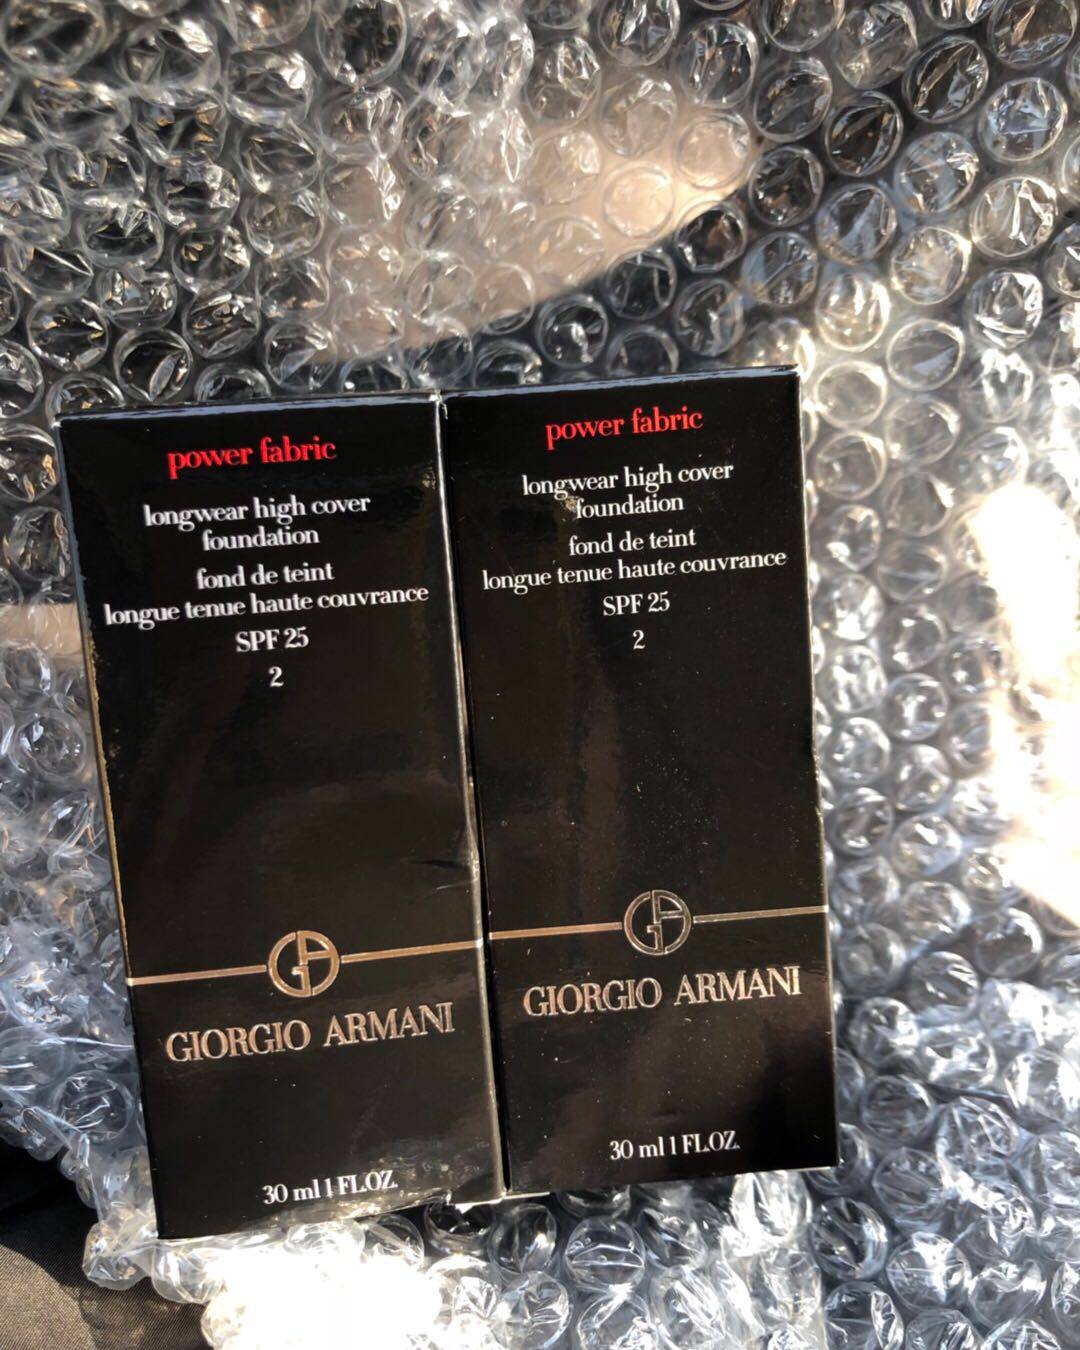 power fabric
longwear high cover
foundation
fond de teint
longue tenue haute couvrance
SPF 25
2
GA
GIORGIO ARMANI
30 ml 1 FL.OZ.
power fabric
longwear high cover
foundation
fond de teint
longue tenue haute couvrance
SPF 25
2
GA
GIORGIO ARMANI
30 ml 1 FL.OZ.